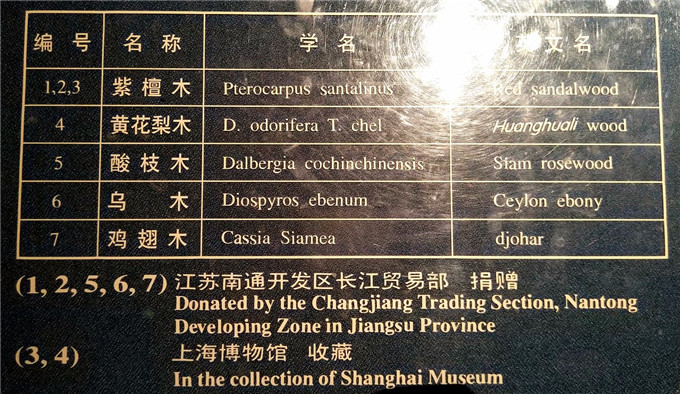 编号 名称 学名 文名
1,2,3 紫檀木 Pterocarpus santalinus Red sandalwood
4 黄花梨木 D. odorifera T. chel Huanghuali wood
5 酸枝木 Dalbergia cochinchinensis Siam rosewood
6 乌木 Diospyros ebenum Ceylon ebony
7 鸡翅木 Cassia Siamea djohar
(1, 2, 5, 6, 7) 江苏南通开发区长江贸易部 捐赠
Donated by the Changjiang Trading Section, Nantong
Developing Zone in Jiangsu Province
(3, 4) 上海博物馆 收藏
In the collection of Shanghai Museum